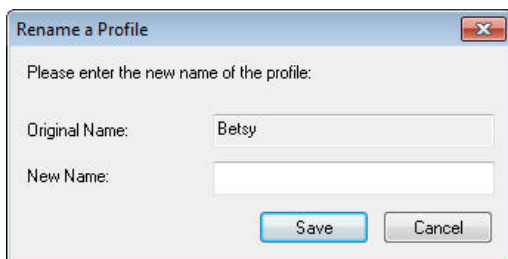 Rename a Profile
Please enter the new name of the profile:
Original Name: Betsy
New Name:
Save Cancel